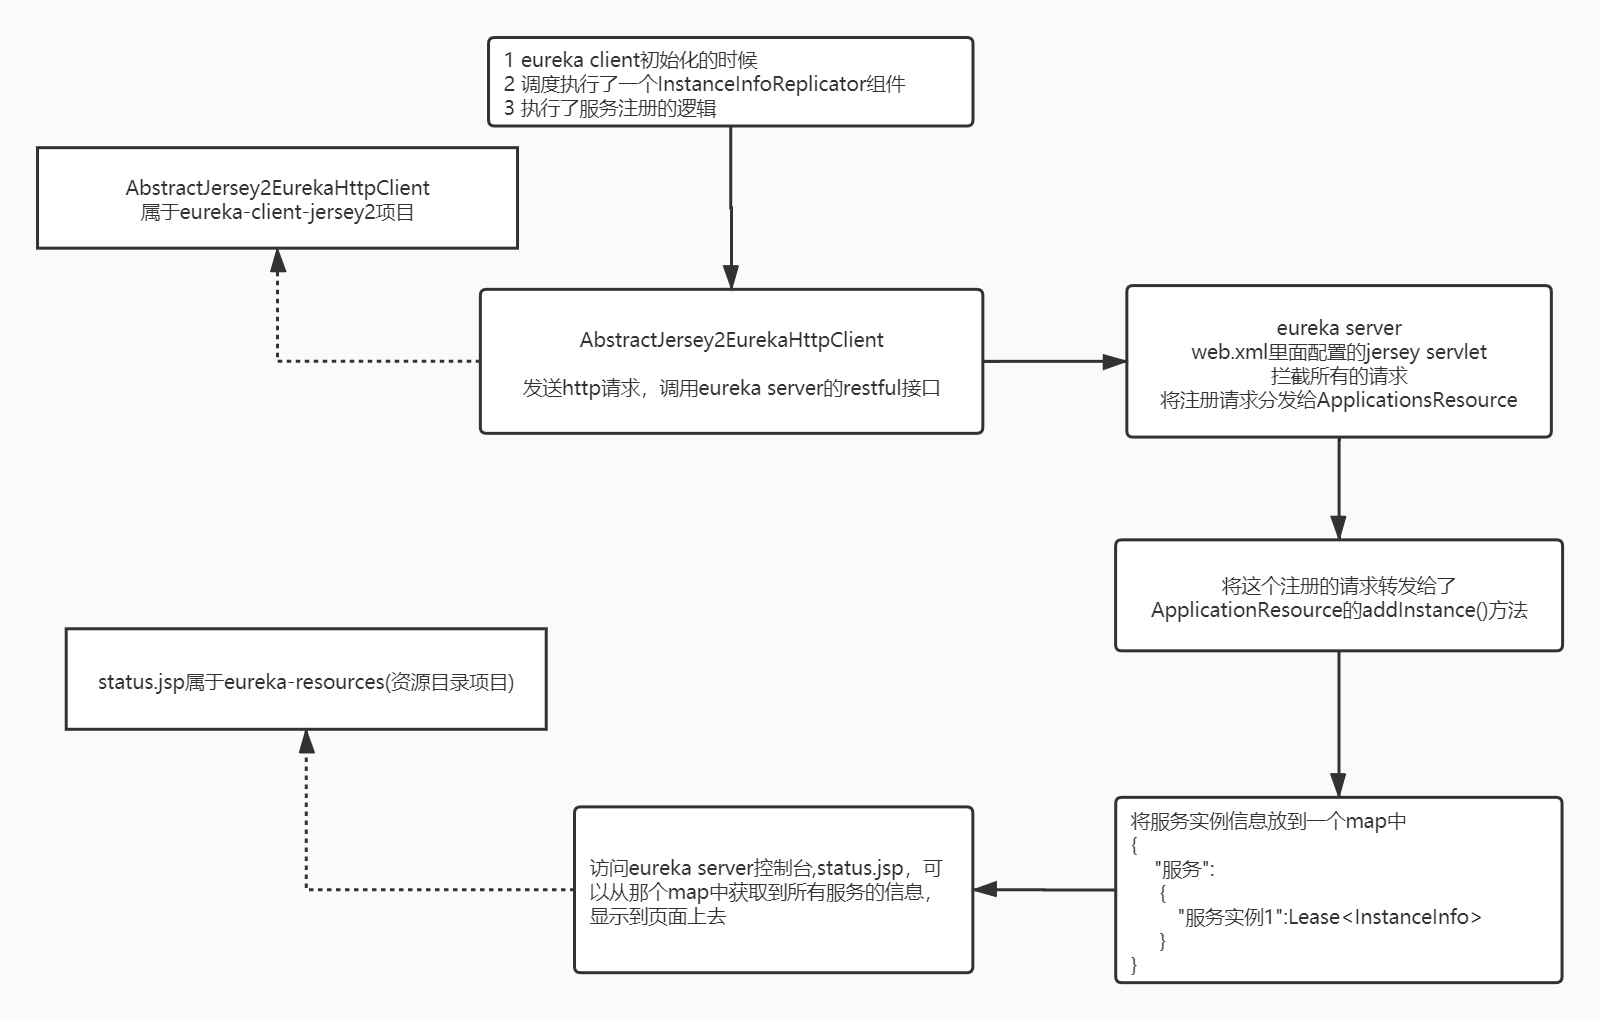 1 eureka client初始化的时候
2 调度执行了一个InstanceInfoReplicator组件
3 执行了服务注册的逻辑
AbstractJersey2EurekaHttpClient
属于eureka-client-jersey2项目
AbstractJersey2EurekaHttpClient
发送http请求，调用eureka server的restful接口
eureka server
web.xml里面配置的jersey servlet
拦截所有的请求
将注册请求分发给ApplicationsResource
将这个注册的请求转发给了
ApplicationResource的addInstance()方法
status.jsp属于eureka-resources(资源目录项目)
将服务实例信息放到一个map中
{
"服务":
{
"服务实例1":Lease<InstanceInfo>
}
}
访问eureka server控制台,status.jsp，可
以从那个map中获取到所有服务的信息，
显示到页面上去